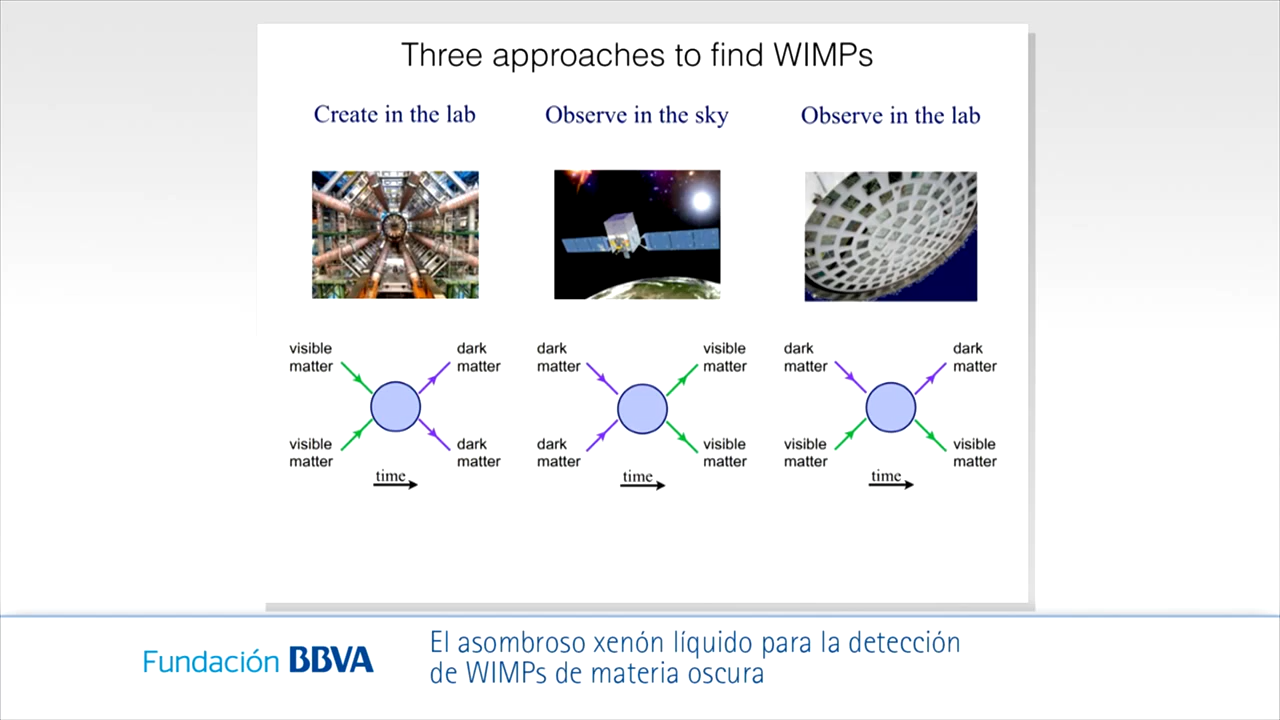 Three approaches to find WIMPs
Create in the lab
Observe in the sky
Observe in the lab
visible
matter
dark
matter
visible
matter
dark
matter
time
dark
matter
visible
matter
dark
matter
visible
matter
time
dark
matter
dark
matter
visible
matter
visible
matter
time
Fundación BBVA
El asombroso xenón líquido para la detección
de WIMPs de materia oscura